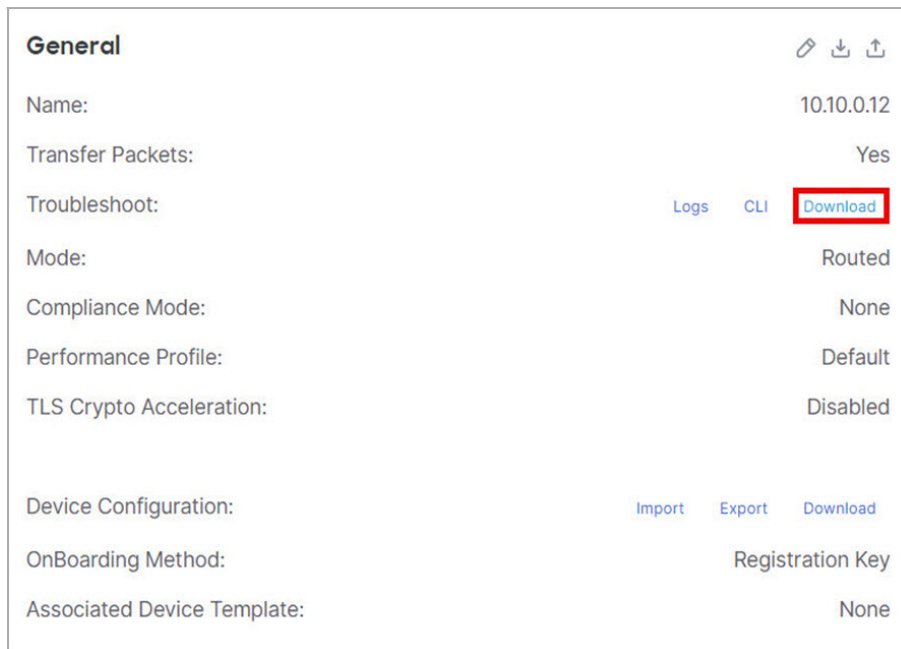 General
Name: 10.10.0.12
Transfer Packets: Yes
Troubleshoot: Logs CLI Download
Mode: Routed
Compliance Mode: None
Performance Profile: Default
TLS Crypto Acceleration: Disabled
Device Configuration: Import Export Download
OnBoarding Method: Registration Key
Associated Device Template: None